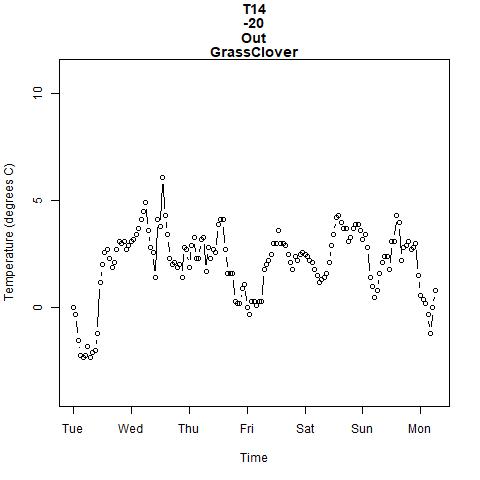 T14
-20
Out
GrassClover
Temperature (degrees C)
10
5
0
Tue Wed Thu Fri Sat Sun Mon
Time